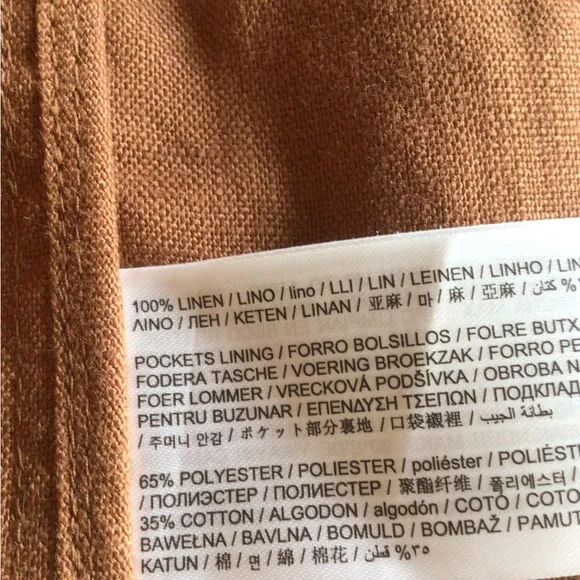 100% LINEN / LINO / lino / LLI / LIN / LEINEN / LINHO / LIN
ΛΙΝΟ / ЛЕН / KETEN / LINAN / 亚麻 / 마 / 麻 / 亞麻 / كتان
POCKETS LINING / FORRO BOLSILLOS / FOLRE BUTX
FODERA TASCHE / VOERING BROEKZAK / FORRO PE
FOER LOMMER / VRECKOVÁ PODŠÍVKA / OBROBA N
PENTRU BUZUNAR / ΕΠΕΝΔΥΣΗ ΤΣΕΠΩΝ / ПОДКЛАД
/ 주머니 안감 / ポケット部分裏地 / 口袋襯裡 / بطانة الجيب
65% POLYESTER / POLIESTER / poliéster / POLIÈST
/ ПОЛИЭСТЕР / ПОЛИЕСТЕР / 聚酯纤维 / 폴리에스터 /
35% COTTON / ALGODON / algodón / COTÓ / COTO
BAWEŁNA / BAVLNA / BOMULD / BOMBAŽ / PAMUT
KATUN / 棉 / 면 / 綿 / 棉花 / قطن %٣٥